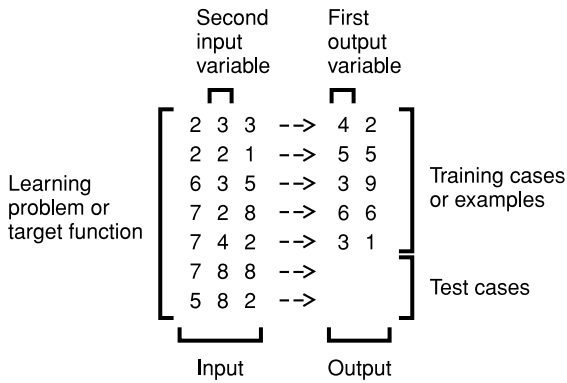 Second input variable
First output variable
2 3 3 --> 4 2
2 2 1 --> 5 5
6 3 5 --> 3 9
7 2 8 --> 6 6
7 4 2 --> 3 1
7 8 8 -->
5 8 2 -->
Learning problem or target function
Training cases or examples
Test cases
Input
Output